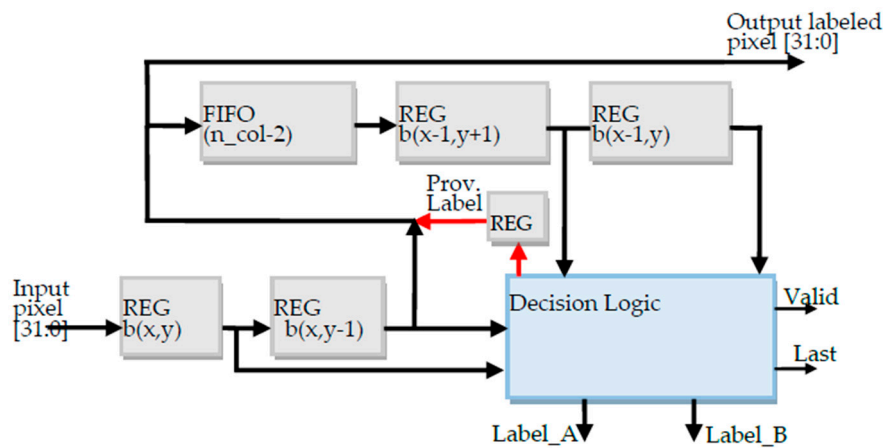 Output labeled
pixel [31:0]
FIFO
(n_col-2)
REG
b(x-1,y+1)
REG
b(x-1,y)
Prov.
Label
REG
Input
pixel
[31:0]
REG
b(x,y)
REG
b(x,y-1)
Decision Logic
Valid
Last
Label_A
Label_B